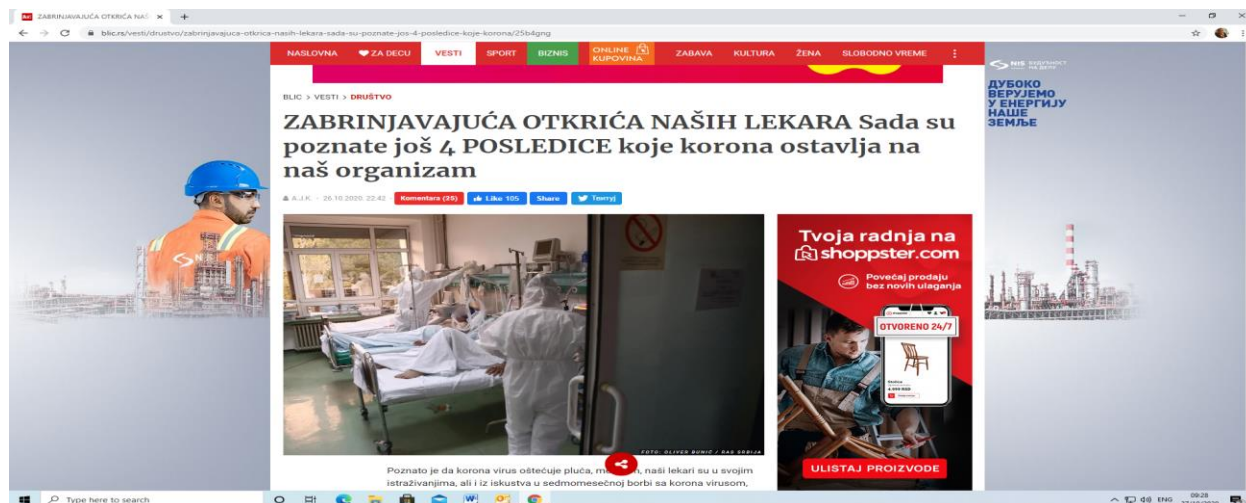 ZABRINJAVAJUĆA OTKRIĆA NAŠ
blic.rs/vesti/drustvo/zabrinjavajuca-otkrica-nasih-lekara-sada-su-poznate-jos-4-posledice-koje-korona/25b4gng
NASLOVNA
ZA DECU
VESTI
SPORT
BIZNIS
ONLINE
KUPOVINA
ZABAVA
KULTURA
ŽENA
SLOBODNO VREME
BLIC > VESTI > DRUŠTVO
ZABRINJAVAJUĆA OTKRIĆA NAŠIH LEKARA Sada su
poznate još 4 POSLEDICE koje korona ostavlja na
naš organizam
A.J.K. - 26.10.2020. 22:42
Komentara (25)
Like 105
Share
Твитуј
FOTO: OLIVER BUNIĆ / RAS SRBIJA
Poznato je da korona virus oštećuje pluća, naši lekari su u svojim
istraživanjima, ali i iz iskustva u sedmomesečnoj borbi sa korona virusom,
NIS
ДУБОКО
ВЕРУЈЕМО
У ЕНЕРГИЈУ
НАШЕ
ЗЕМЉЕ
NIS
Tvoja radnja na
shoppster.com
Povećaj prodaju
bez novih ulaganja
OTVORENO 24/7
ULISTAJ PROIZVODE
Type here to search
ENG
09:28